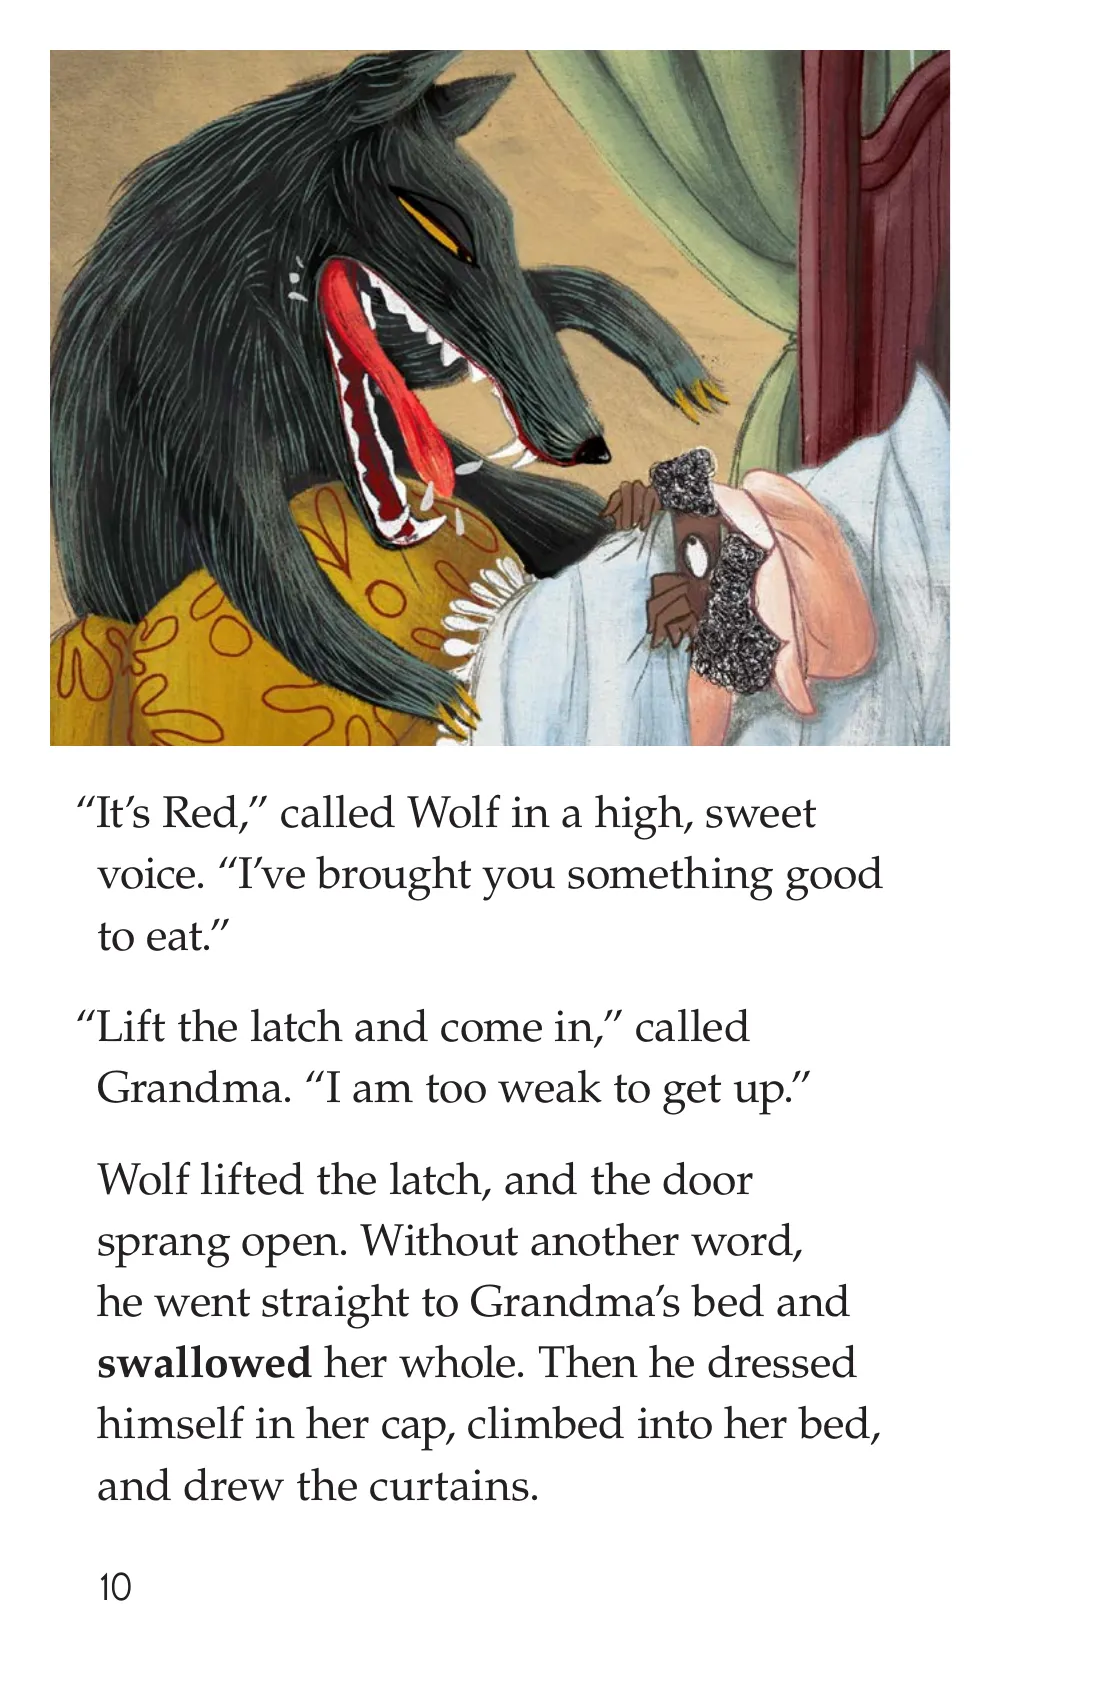 “It’s Red,” called Wolf in a high, sweet
voice. “I’ve brought you something good
to eat.”
“Lift the latch and come in,” called
Grandma. “I am too weak to get up.”
Wolf lifted the latch, and the door
sprang open. Without another word,
he went straight to Grandma’s bed and
swallowed her whole. Then he dressed
himself in her cap, climbed into her bed,
and drew the curtains.
10